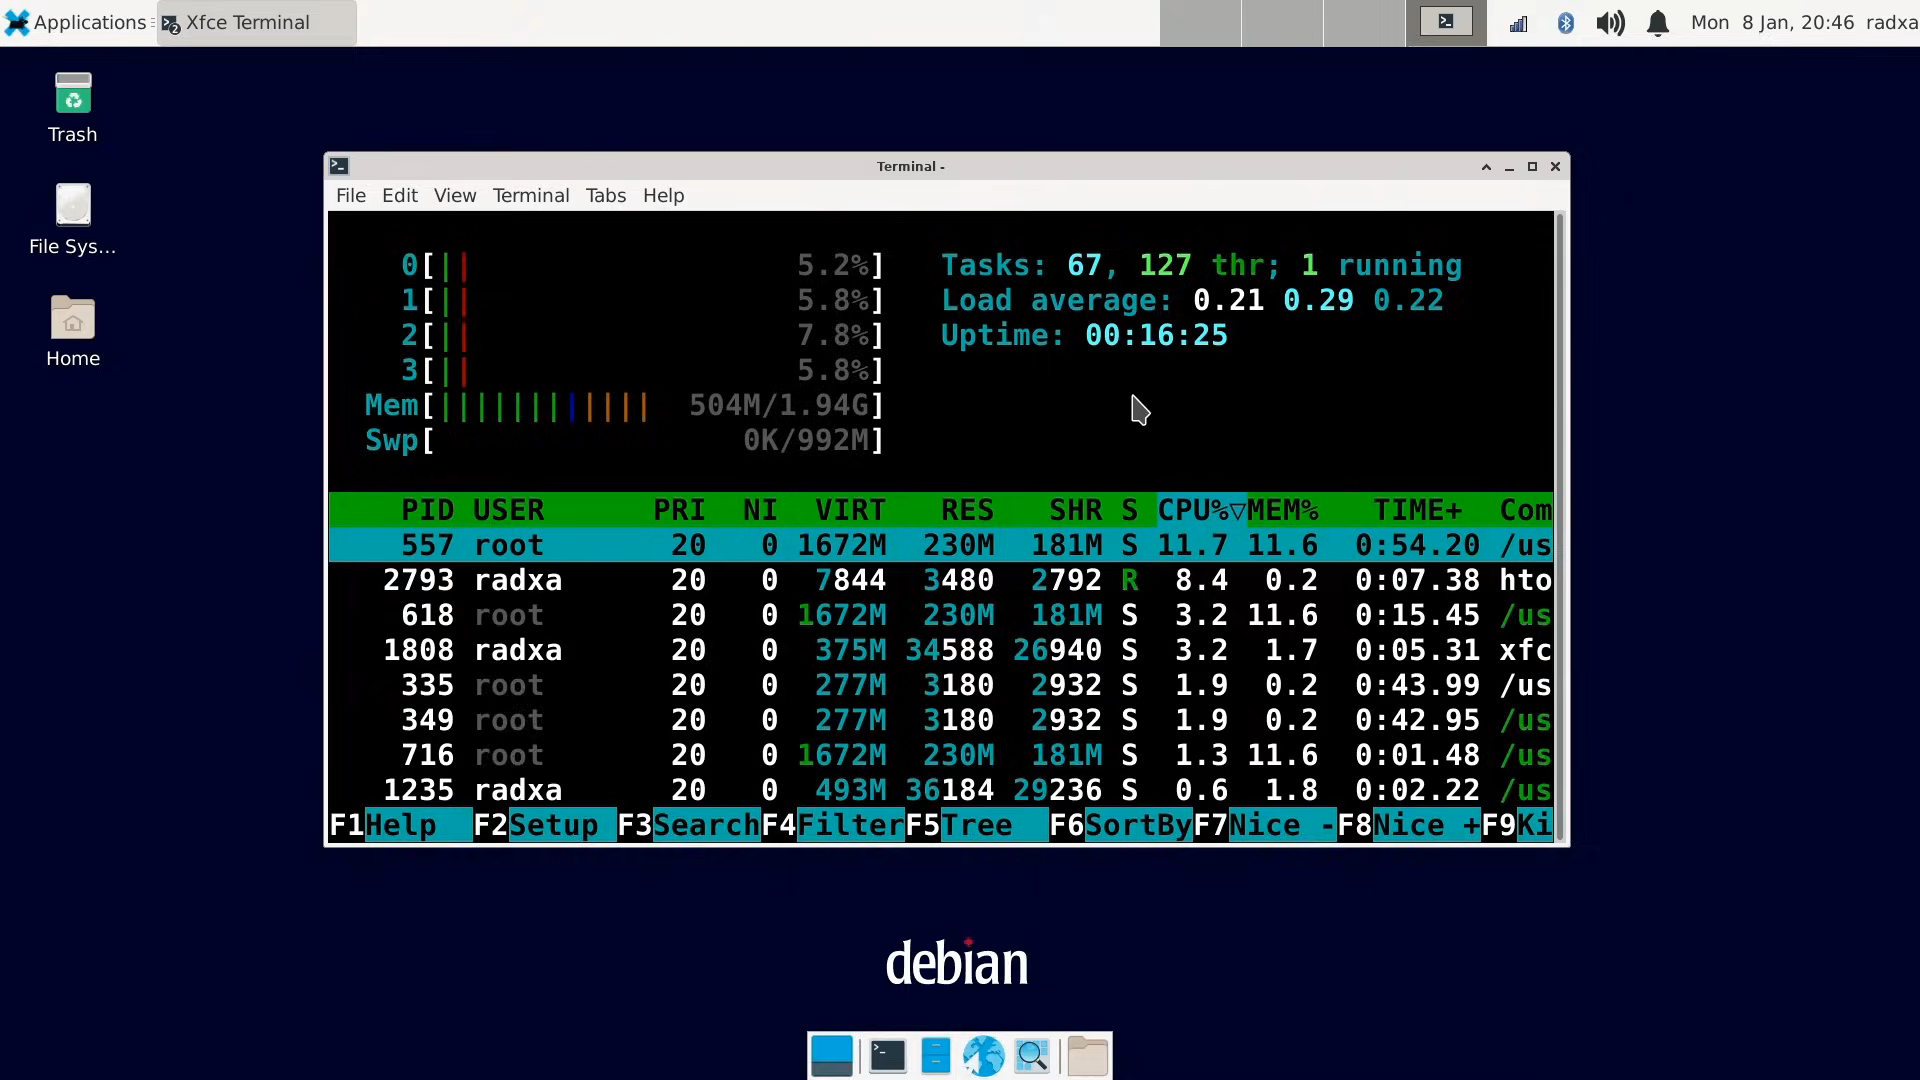 Applications
Xfce Terminal
Mon 8 Jan, 20:46 radxa
Trash
File Sys...
Home
Terminal -
File Edit View Terminal Tabs Help
0[|| 5.2%] Tasks: 67, 127 thr; 1 running
1[|| 5.8%] Load average: 0.21 0.29 0.22
2[|| 7.8%] Uptime: 00:16:25
3[|| 5.8%]
Mem[|||||||||||| 504M/1.94G]
Swp[ 0K/992M]
PID USER PRI NI VIRT RES SHR S CPU%▽MEM% TIME+ Com
557 root 20 0 1672M 230M 181M S 11.7 11.6 0:54.20 /us
2793 radxa 20 0 7844 3480 2792 R 8.4 0.2 0:07.38 hto
618 root 20 0 1672M 230M 181M S 3.2 11.6 0:15.45 /us
1808 radxa 20 0 375M 34588 26940 S 3.2 1.7 0:05.31 xfc
335 root 20 0 277M 3180 2932 S 1.9 0.2 0:43.99 /us
349 root 20 0 277M 3180 2932 S 1.9 0.2 0:42.95 /us
716 root 20 0 1672M 230M 181M S 1.3 11.6 0:01.48 /us
1235 radxa 20 0 493M 36184 29236 S 0.6 1.8 0:02.22 /us
F1Help F2Setup F3SearchF4FilterF5Tree F6SortByF7Nice -F8Nice +F9Ki
debian